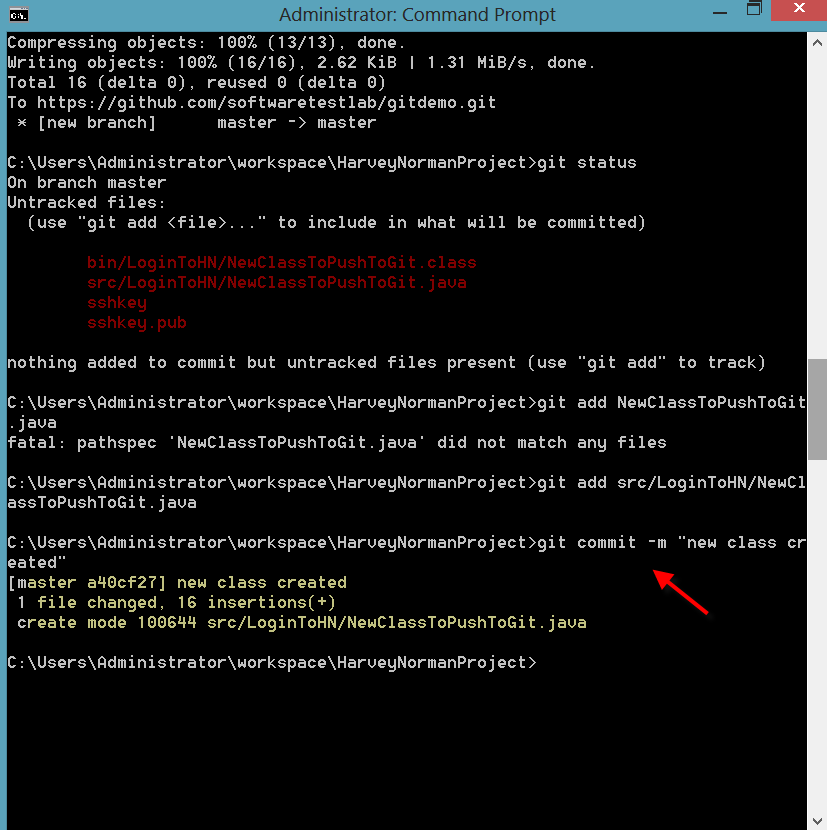 Administrator: Command Prompt
Compressing objects: 100% (13/13), done.
Writing objects: 100% (16/16), 2.62 KiB | 1.31 MiB/s, done.
Total 16 (delta 0), reused 0 (delta 0)
To https://github.com/softwaretestlab/gitdemo.git
 * [new branch]      master -> master
C:\Users\Administrator\workspace\HarveyNormanProject>git status
On branch master
Untracked files:
  (use "git add <file>..." to include in what will be committed)
        bin/LoginToHN/NewClassToPushToGit.class
        src/LoginToHN/NewClassToPushToGit.java
        sshkey
        sshkey.pub
nothing added to commit but untracked files present (use "git add" to track)
C:\Users\Administrator\workspace\HarveyNormanProject>git add NewClassToPushToGit
.java
fatal: pathspec 'NewClassToPushToGit.java' did not match any files
C:\Users\Administrator\workspace\HarveyNormanProject>git add src/LoginToHN/NewCl
assToPushToGit.java
C:\Users\Administrator\workspace\HarveyNormanProject>git commit -m "new class cr
eated"
[master a40cf27] new class created
 1 file changed, 16 insertions(+)
 create mode 100644 src/LoginToHN/NewClassToPushToGit.java
C:\Users\Administrator\workspace\HarveyNormanProject>